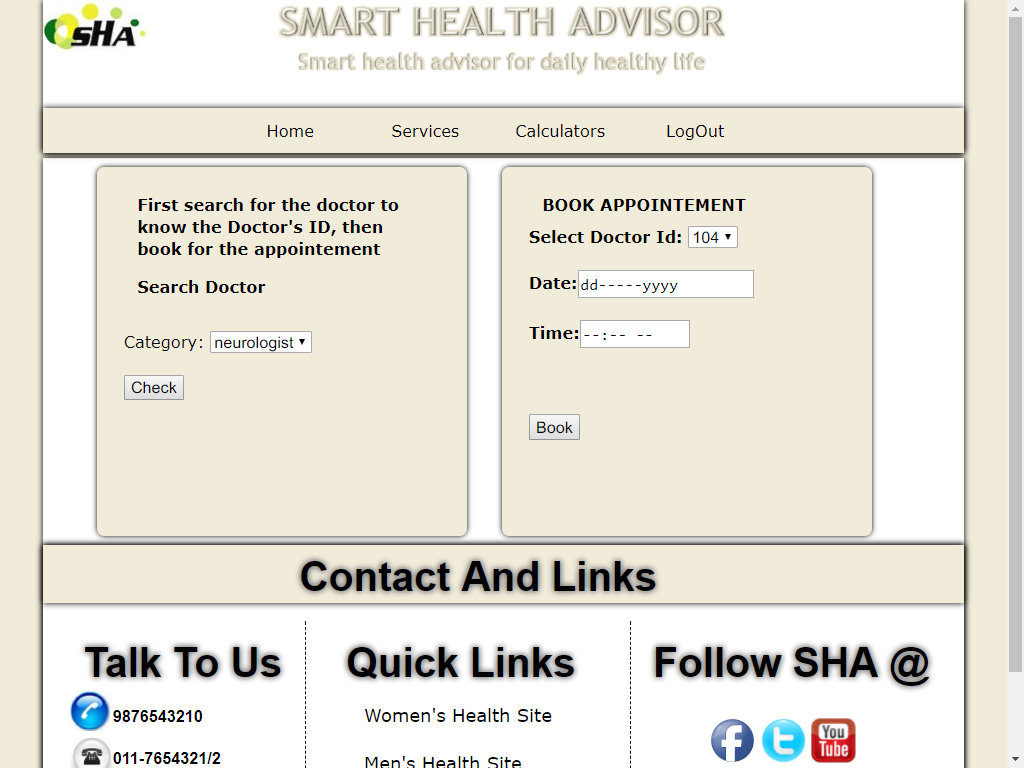 SHA
SMART HEALTH ADVISOR
Smart health advisor for daily healthy life
Home Services Calculators LogOut
First search for the doctor to
know the Doctor's ID, then
book for the appointement
Search Doctor
Category: neurologist
Check
BOOK APPOINTEMENT
Select Doctor Id: 104
Date: dd-----yyyy
Time: --:-- --
Book
Contact And Links
Talk To Us
9876543210
011-7654321/2
Quick Links
Women's Health Site
Men's Health Site
Follow SHA @
f
t
You
Tube